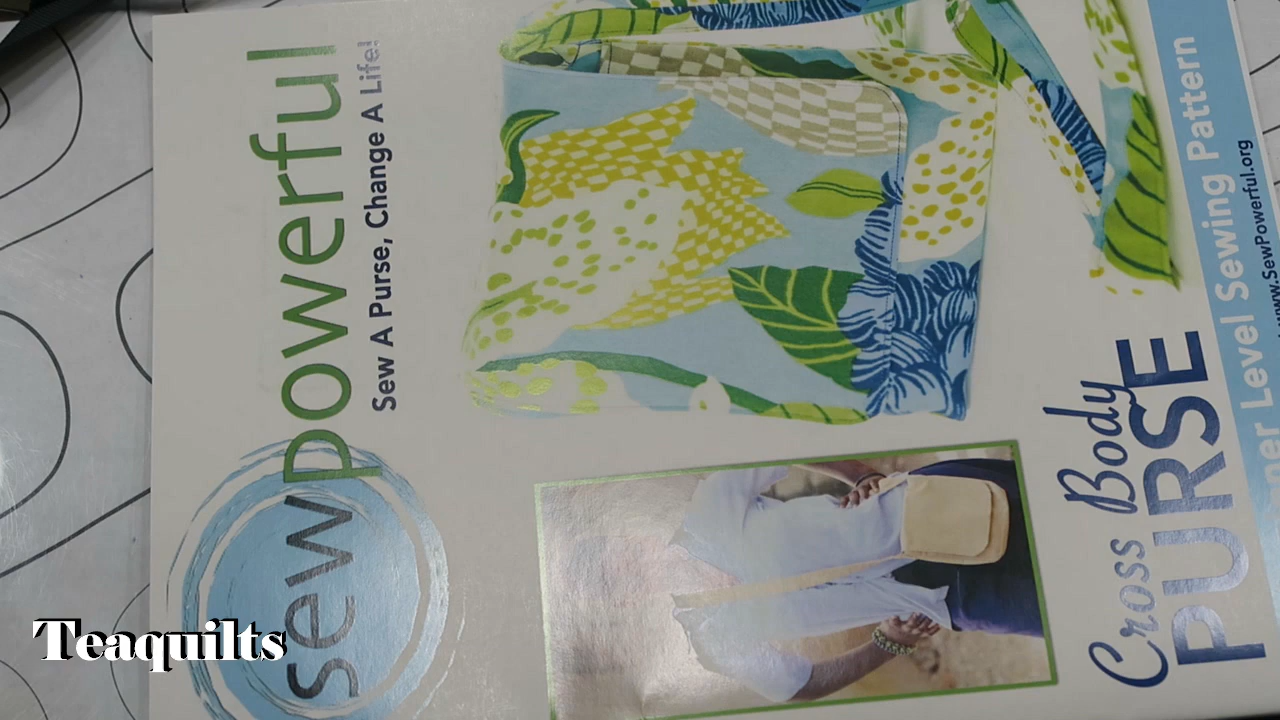 sewpowerful
Sew A Purse, Change A Life!
Cross Body
PURSE
Level Sewing Pattern
www.SewPowerful.org
Teaquilts